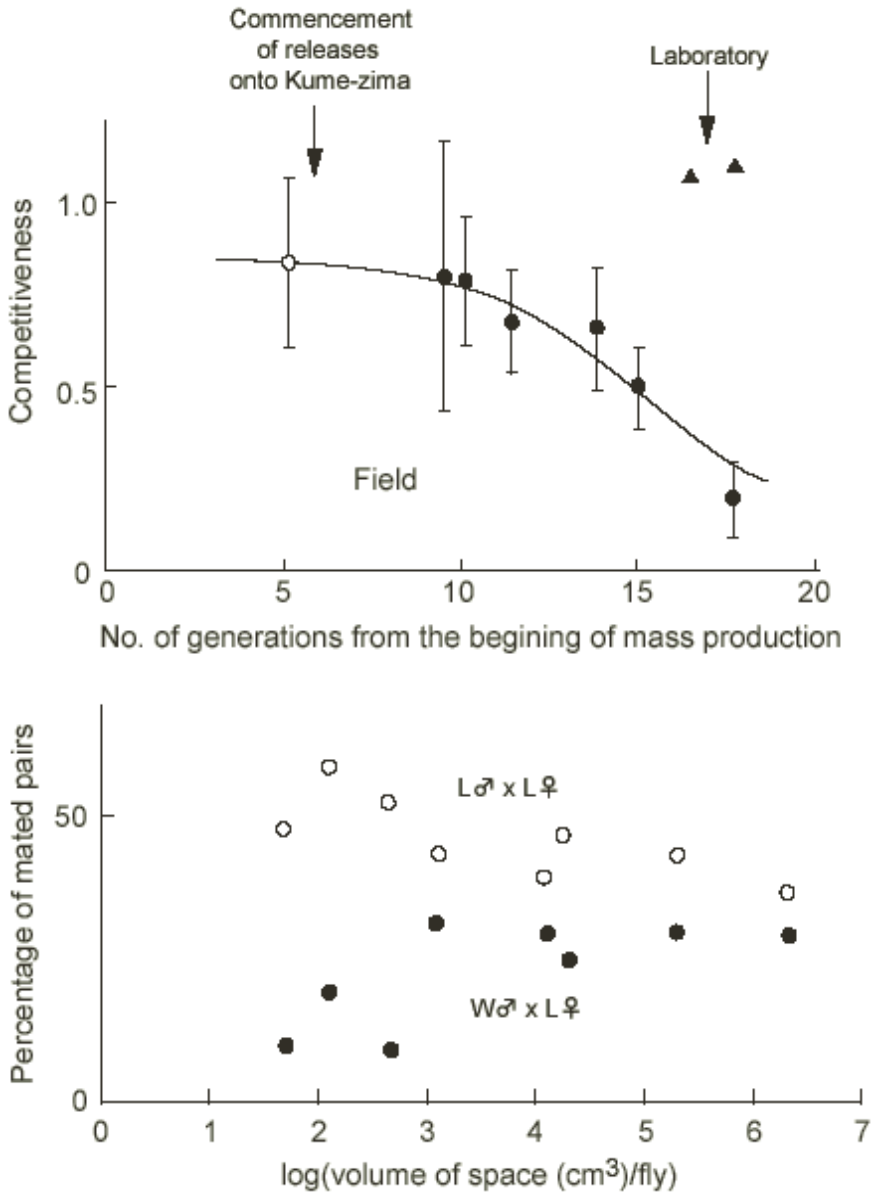 Commencement
of releases
onto Kume-zima
Laboratory
Competitiveness
1.0
0.5
0
Field
0 5 10 15 20
No. of generations from the begining of mass production
Percentage of mated pairs
50
0
L♂ x L♀
W♂ x L♀
0 1 2 3 4 5 6 7
log(volume of space (cm³)/fly)